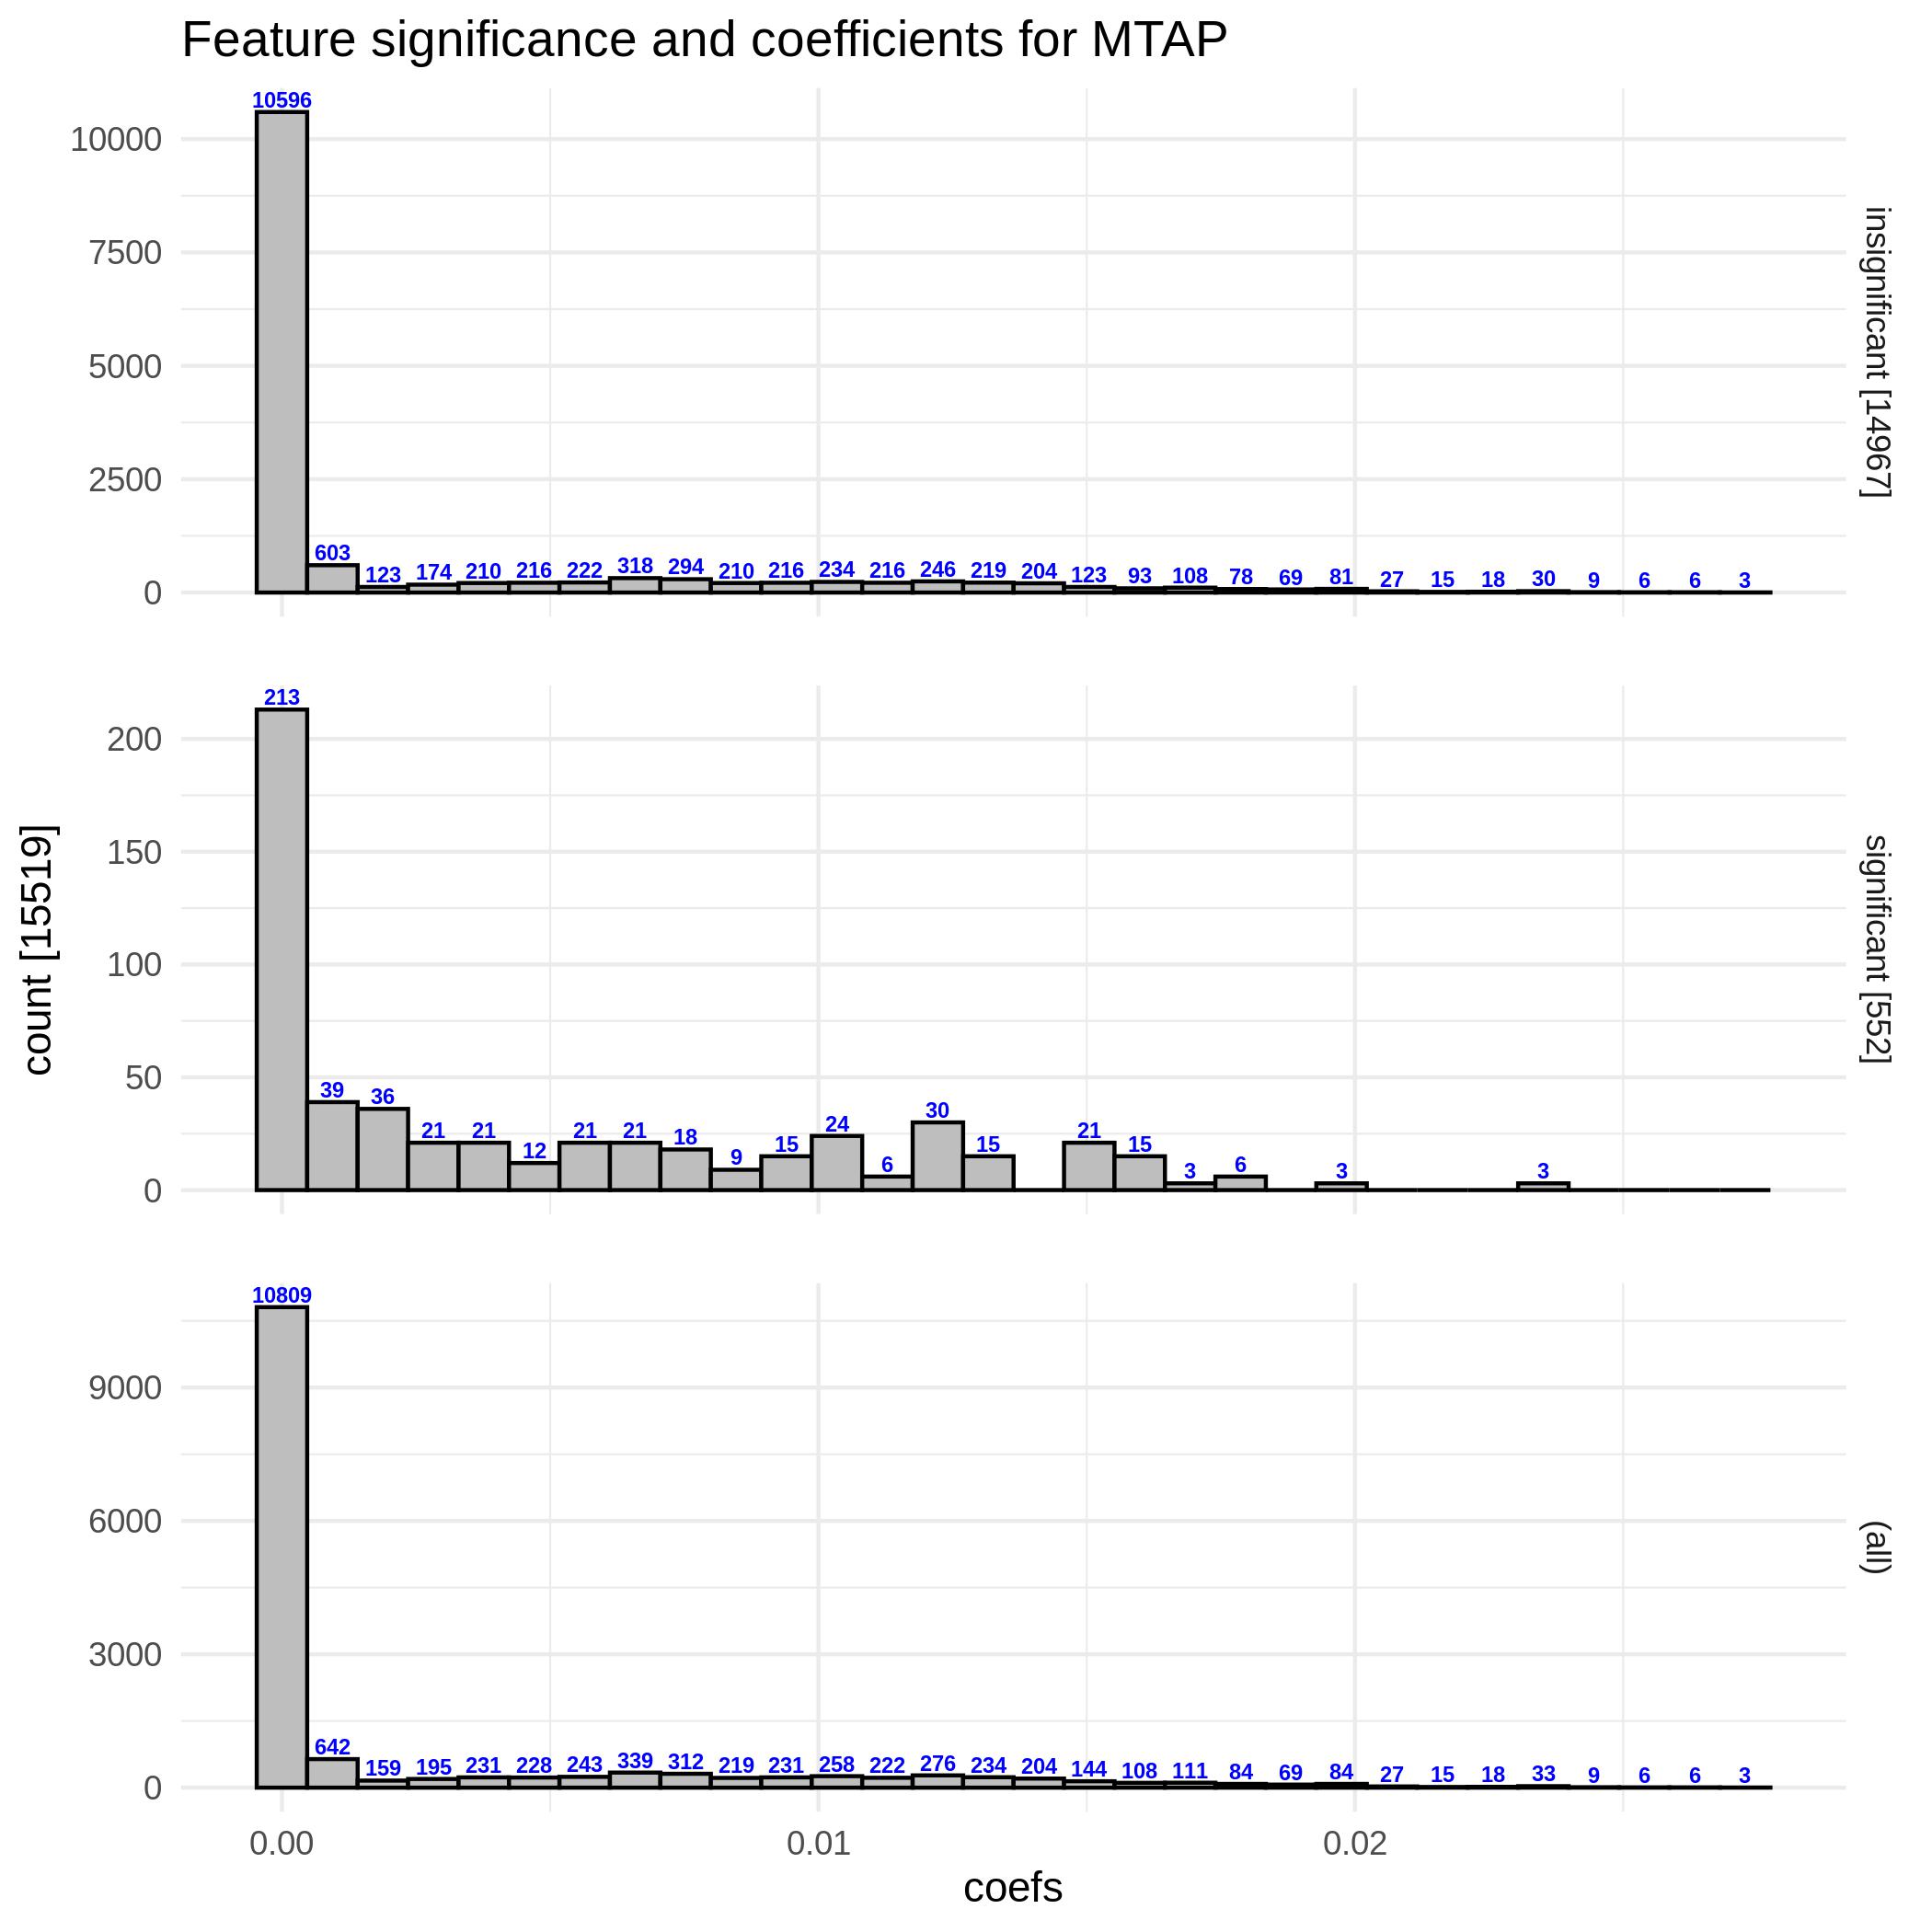 Feature significance and coefficients for MTAP
10596
10000
7500
5000
2500
0
603 123 174 210 216 222 318 294 210 216 234 216 246 219 204 123 93 108 78 69 81 27 15 18 30 9 6 6 3
insignificant [14967]
213
200
150
100
50
0
39 36 21 21 12 21 21 18 9 15 24 6 30 15 21 15 3 6 3 3
significant [552]
count [15519]
10809
9000
6000
3000
0
642 159 195 231 228 243 339 312 219 231 258 222 276 234 204 144 108 111 84 69 84 27 15 18 33 9 6 6 3
(all)
0.00 0.01 0.02
coefs